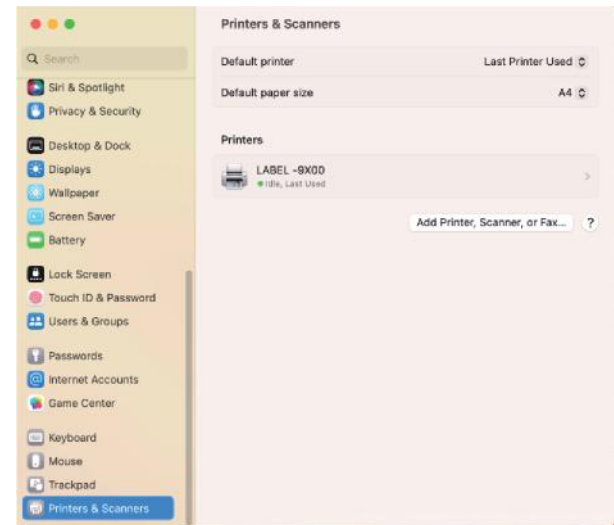 Search
Siri & Spotlight
Privacy & Security
Desktop & Dock
Displays
Wallpaper
Screen Saver
Battery
Lock Screen
Touch ID & Password
Users & Groups
Passwords
Internet Accounts
Game Center
Keyboard
Mouse
Trackpad
Printers & Scanners
Printers & Scanners
Default printer Last Printer Used
Default paper size A4
Printers
LABEL -9X00
Idle, Last Used
Add Printer, Scanner, or Fax... ?